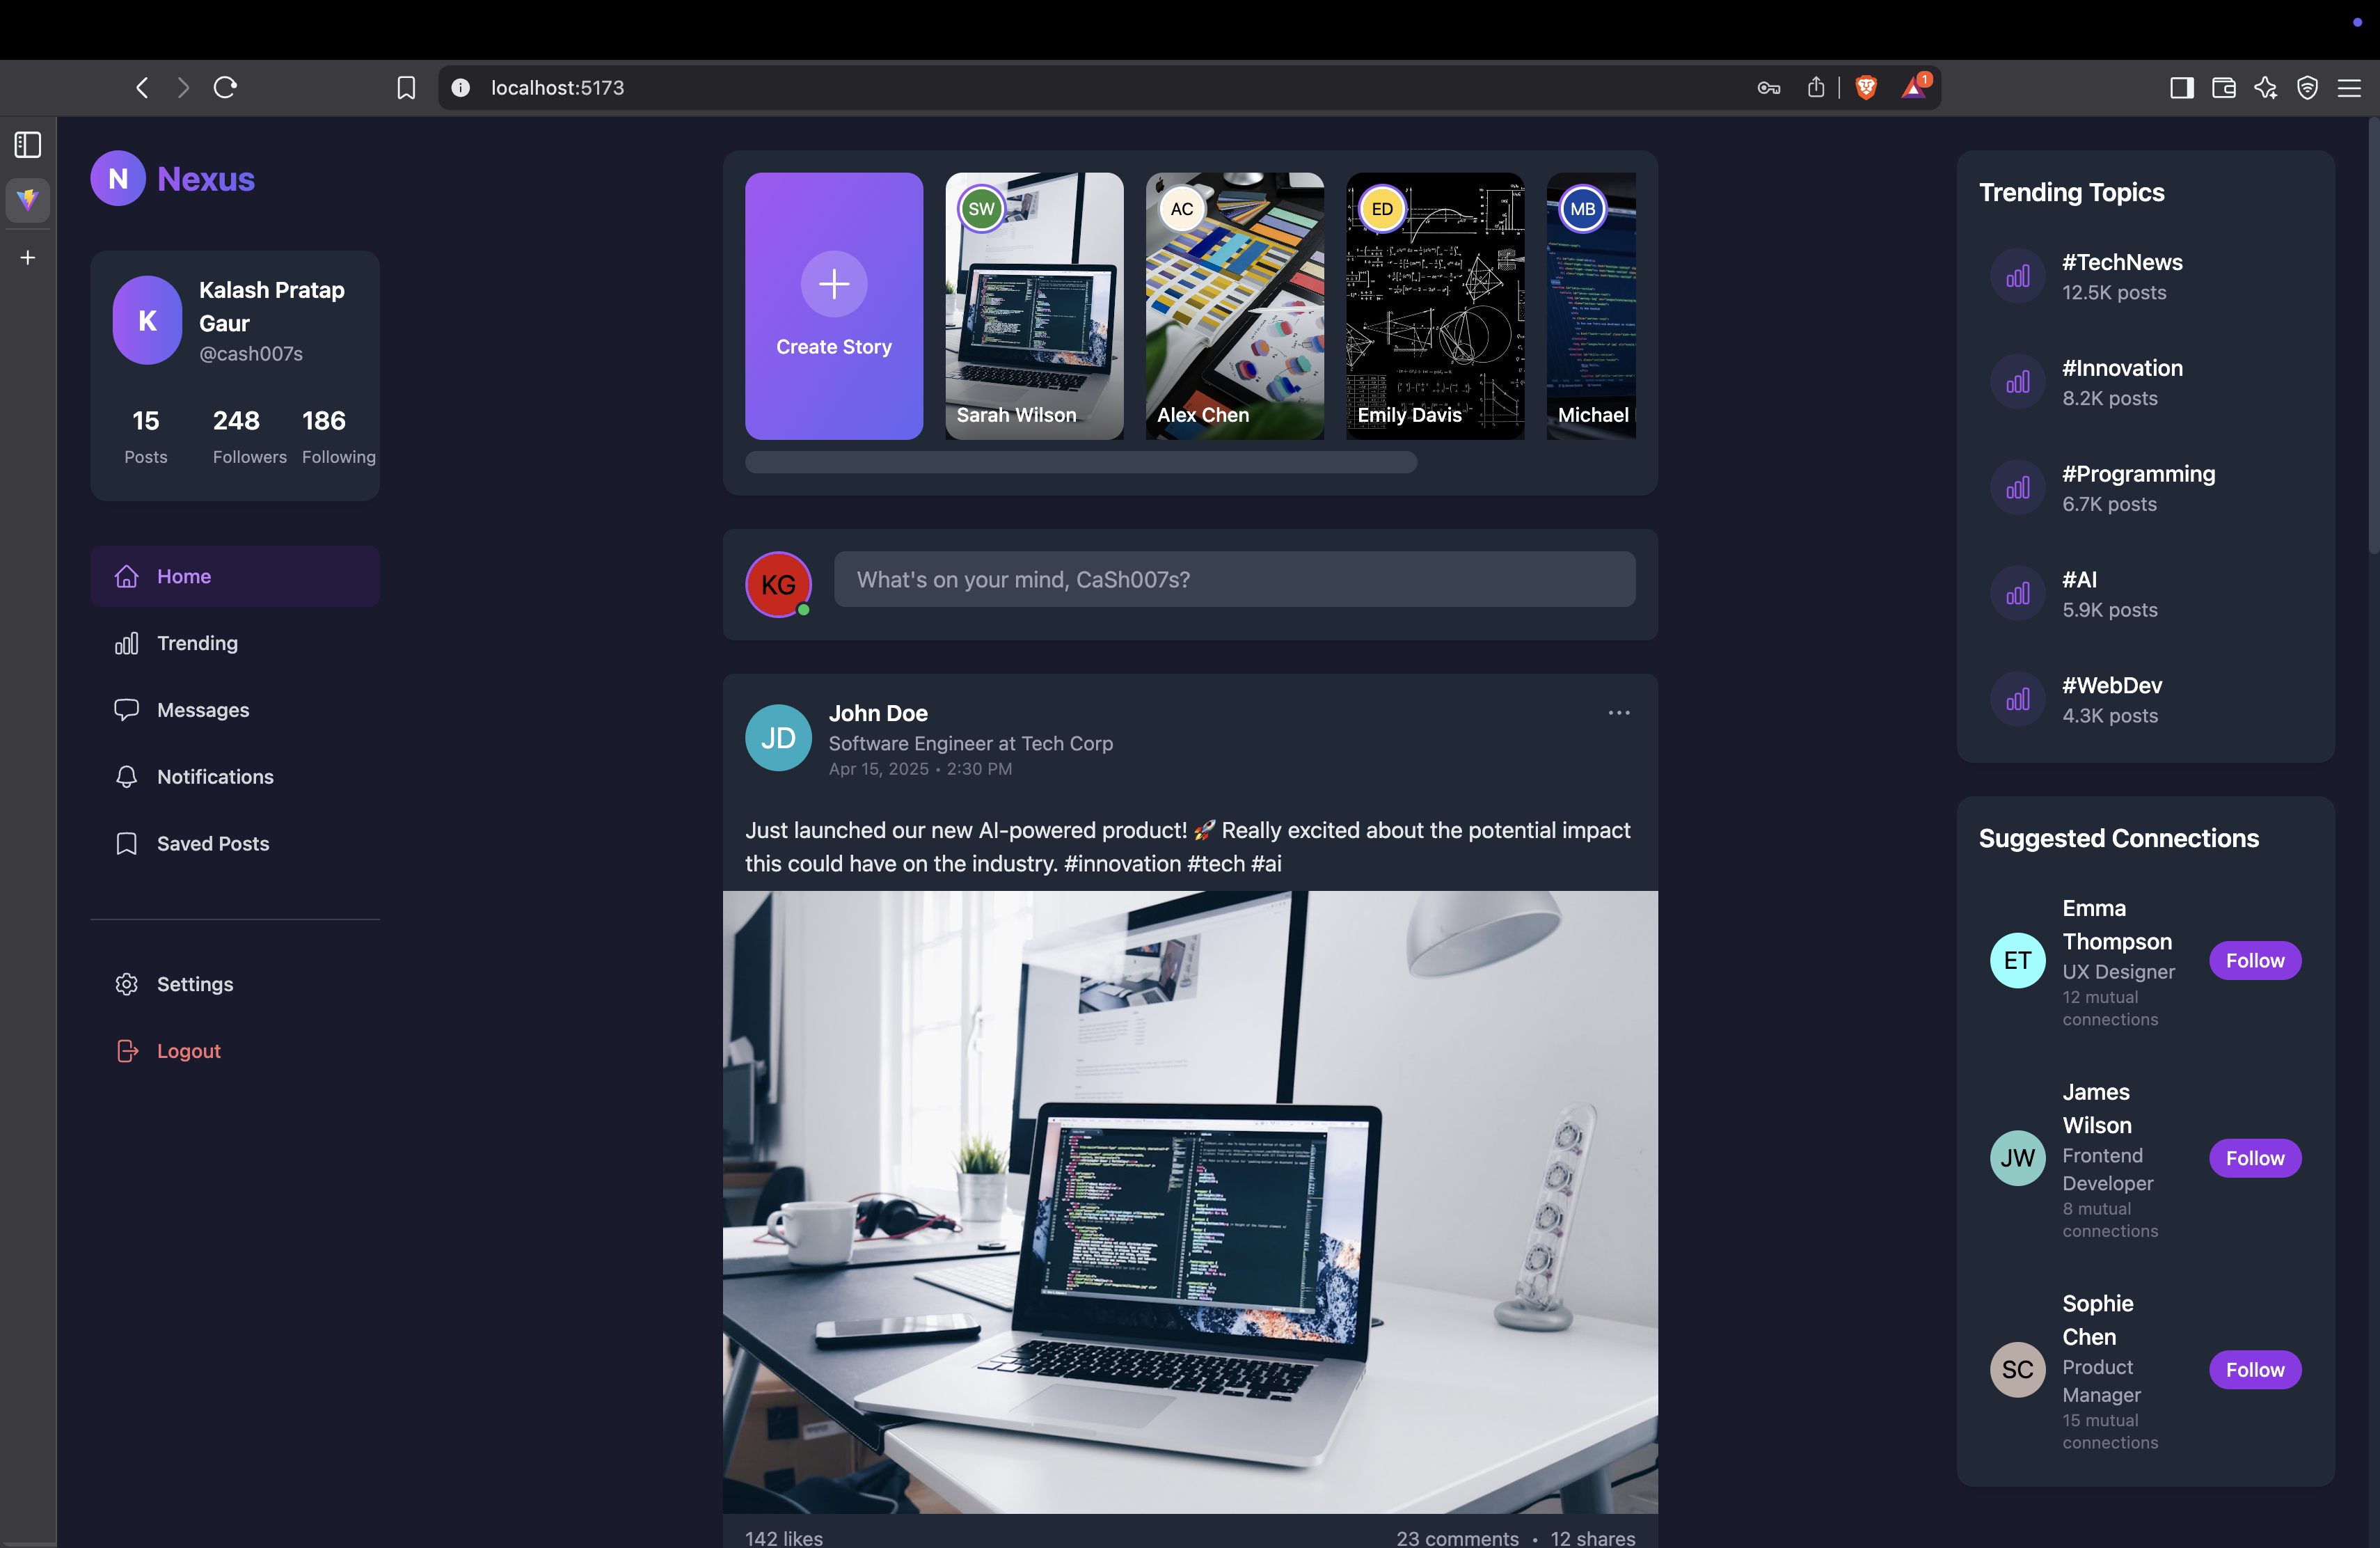 localhost:5173
1
N
Nexus
K
Kalash Pratap
Gaur
@cash007s
15
248
186
Posts
Followers
Following
Home
Trending
Messages
Notifications
Saved Posts
Settings
Logout
Create Story
SW
Sarah Wilson
AC
Alex Chen
ED
Emily Davis
MB
Michael
KG
What's on your mind, CaSh007s?
JD
John Doe
Software Engineer at Tech Corp
Apr 15, 2025 • 2:30 PM
Just launched our new AI-powered product! 🚀 Really excited about the potential impact
this could have on the industry. #innovation #tech #ai
142 likes
23 comments • 12 shares
Trending Topics
#TechNews
12.5K posts
#Innovation
8.2K posts
#Programming
6.7K posts
#AI
5.9K posts
#WebDev
4.3K posts
Suggested Connections
ET
Emma
Thompson
UX Designer
12 mutual
connections
Follow
JW
James
Wilson
Frontend
Developer
8 mutual
connections
Follow
SC
Sophie
Chen
Product
Manager
15 mutual
connections
Follow